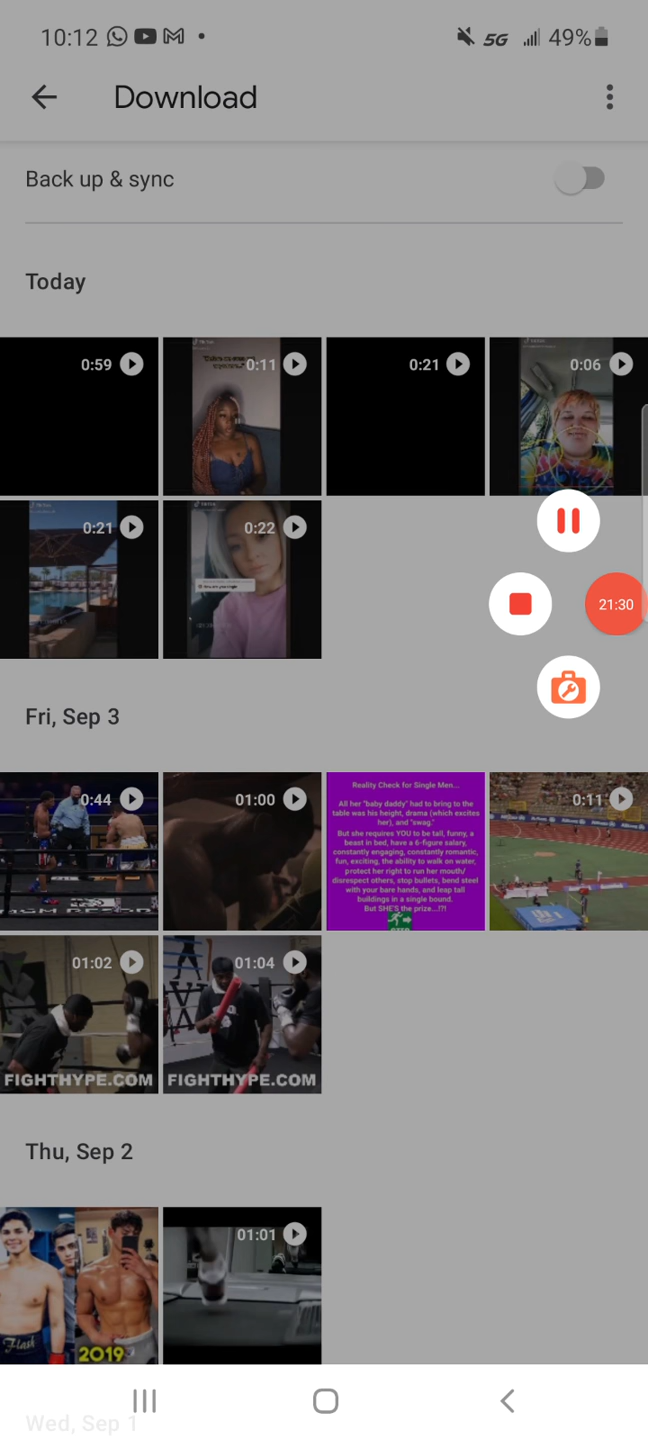 10:12
5G
49%
Download
Back up & sync
Today
0:59
0:11
0:21
0:06
0:21
0:22
21:30
Fri, Sep 3
0:44
01:00
Reality Check for Single Men...
All her "baby daddy" had to bring to the
table was his height, drama (which excites
her), and "swag."
But she requires YOU to be tall, funny, a
beast in bed, have a 6-figure salary,
constantly engaging, constantly romantic,
fun, exciting, the ability to walk on water,
protect her right to run her mouth/
disrespect others, stop bullets, bend steel
with your bare hands, and leap tall
buildings in a single bound.
But SHE'S the prize...!?!
0:11
01:02
FIGHTHYPE.COM
01:04
FIGHTHYPE.COM
Thu, Sep 2
Flash
2019
01:01
Wed, Sep 1